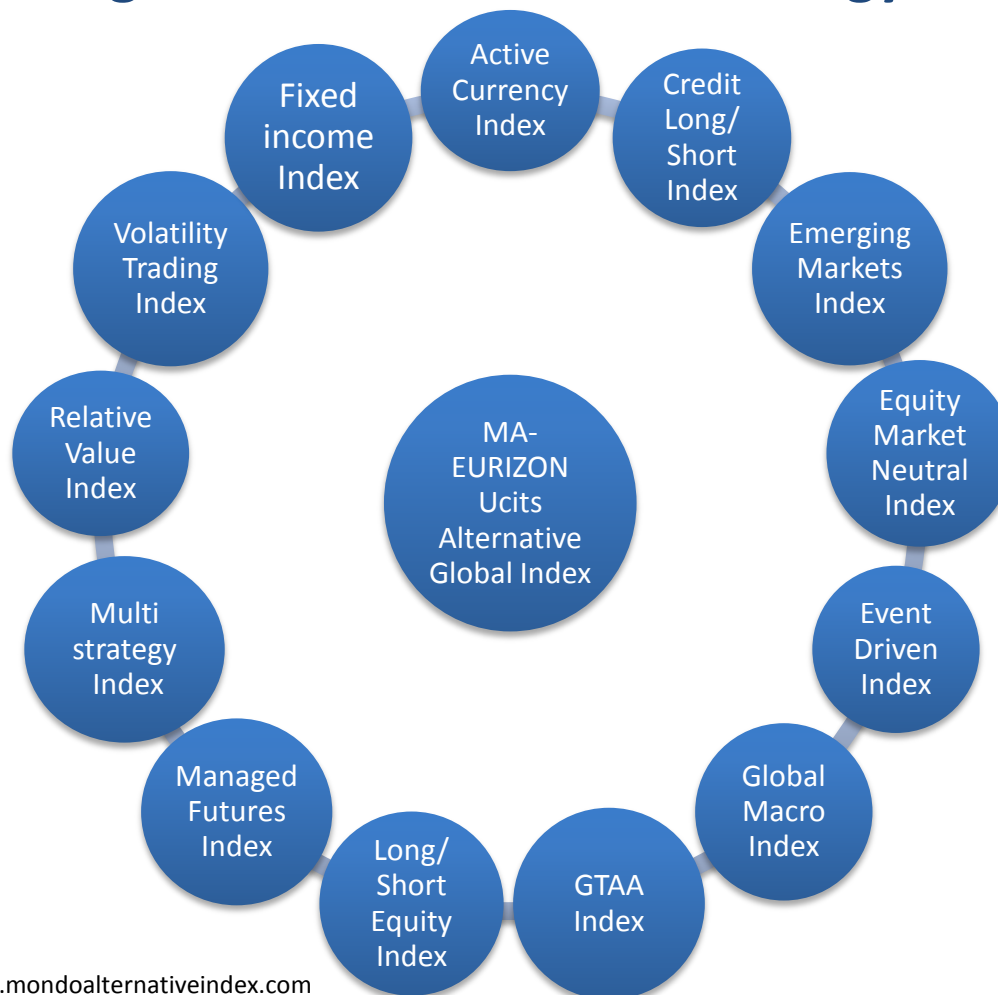 Active
Currency
Index
Credit
Long/
Short
Index
Emerging
Markets
Index
Equity
Market
Neutral
Index
Event
Driven
Index
Global
Macro
Index
GTAA
Index
Long/
Short
Equity
Index
Managed
Futures
Index
Multi
strategy
Index
Relative
Value
Index
Volatility
Trading
Index
Fixed
income
Index
MA-
EURIZON
Ucits
Alternative
Global Index
.mondoalternativeindex.com